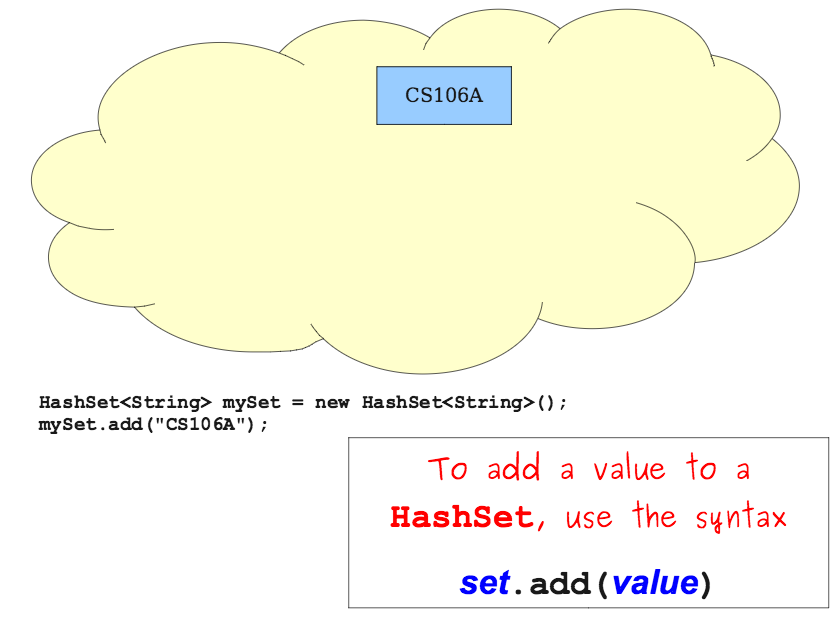 CS106A
HashSet<String> mySet = new HashSet<String>();
mySet.add("CS106A");
To add a value to a
HashSet, use the syntax
set.add(value)